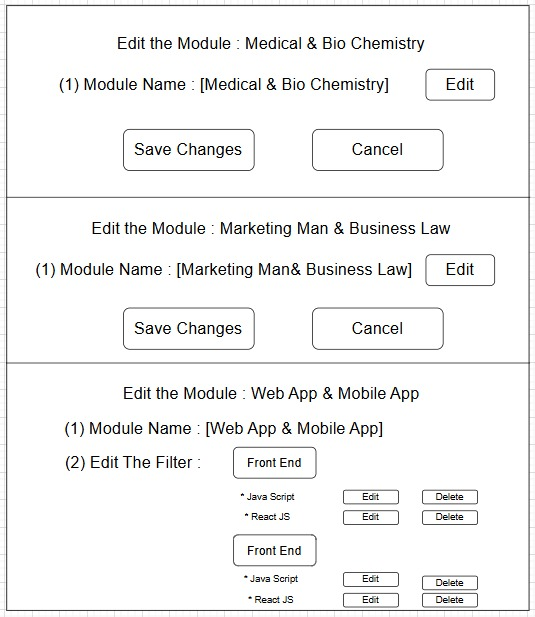 Edit the Module : Medical & Bio Chemistry
(1) Module Name : [Medical & Bio Chemistry] Edit
Save Changes Cancel
Edit the Module : Marketing Man & Business Law
(1) Module Name : [Marketing Man& Business Law] Edit
Save Changes Cancel
Edit the Module : Web App & Mobile App
(1) Module Name : [Web App & Mobile App]
(2) Edit The Filter : Front End
* Java Script Edit Delete
* React JS Edit Delete
Front End
* Java Script Edit Delete
* React JS Edit Delete